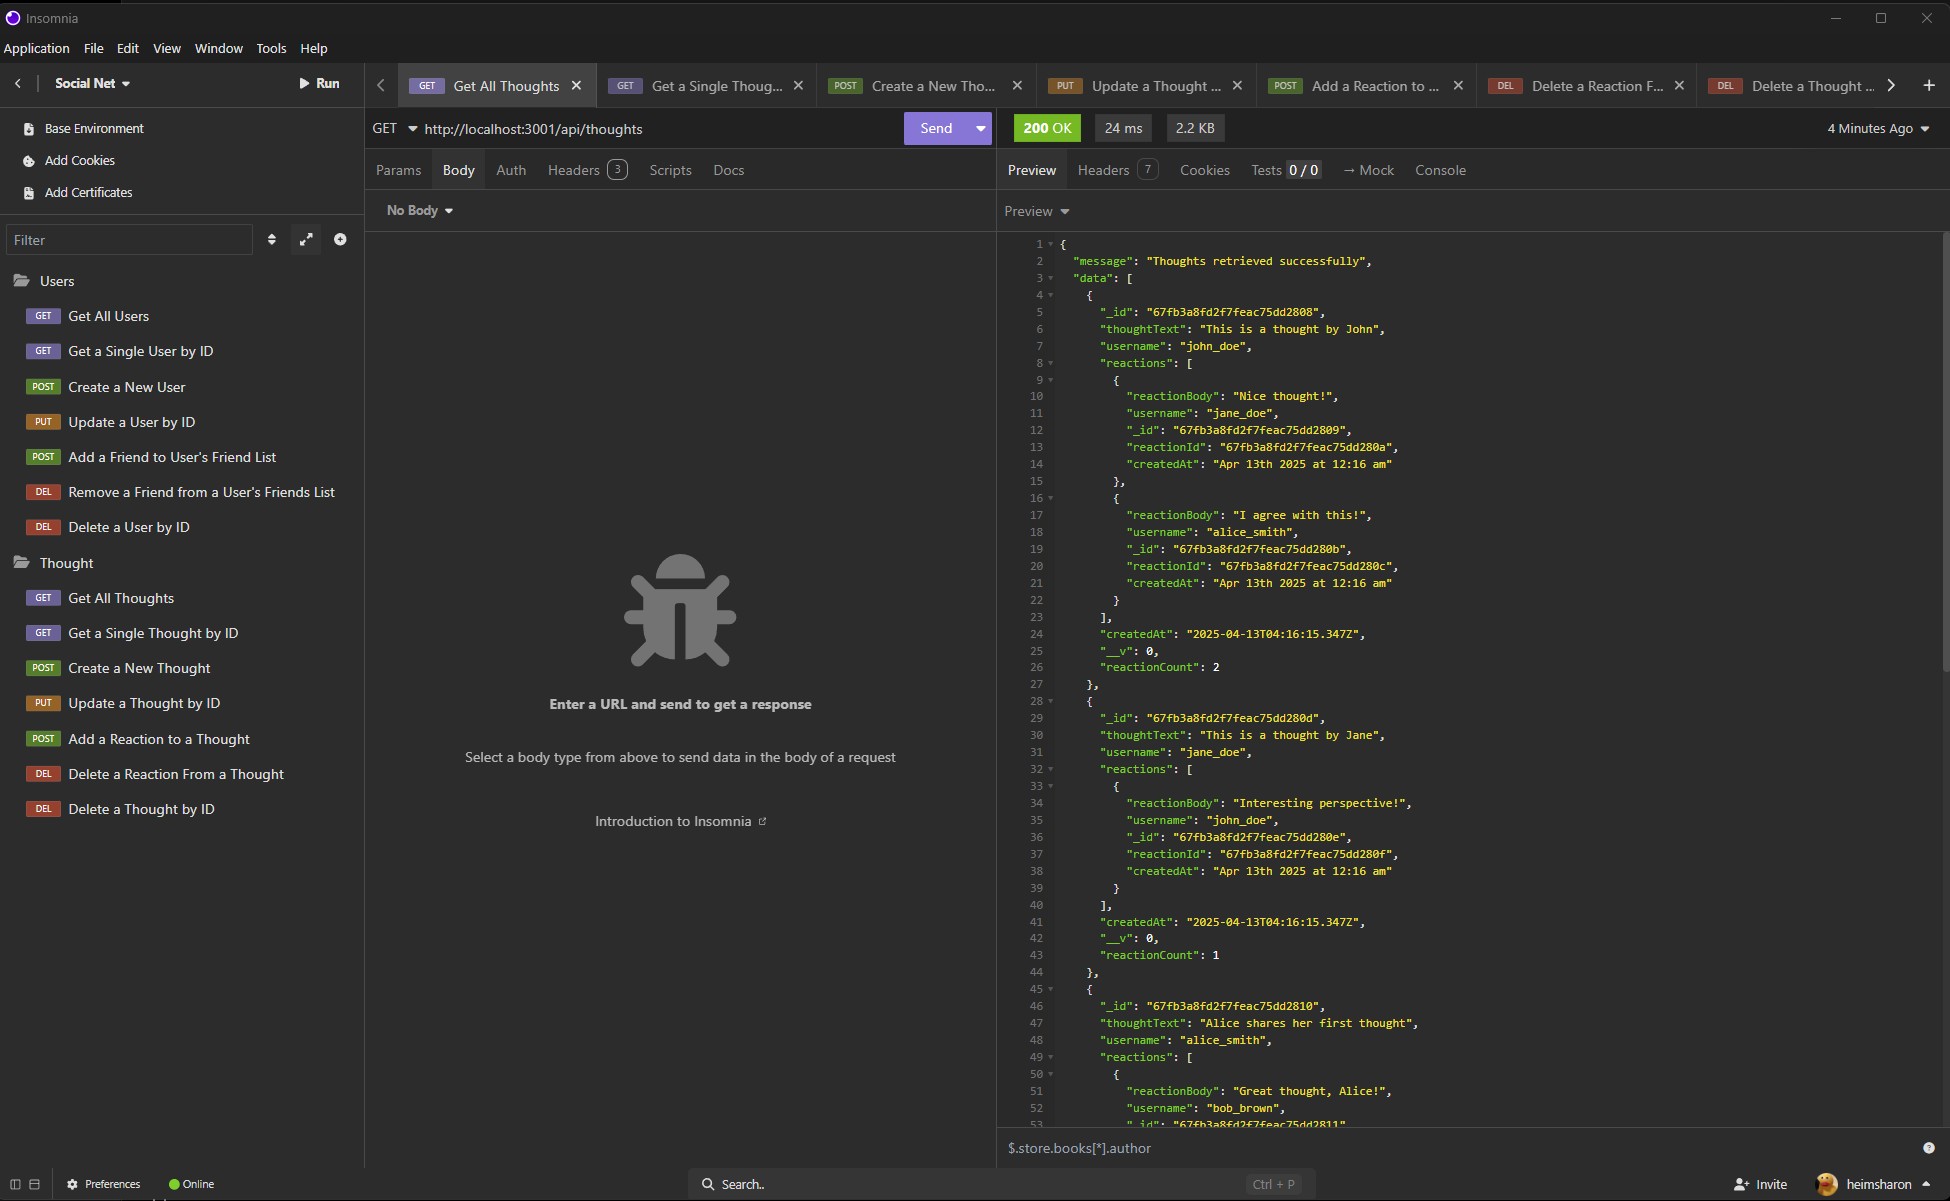 Insomnia
Application File Edit View Window Tools Help
Social Net
Run
GET Get All Thoughts
GET Get a Single Thoug...
POST Create a New Tho...
PUT Update a Thought ...
POST Add a Reaction to ...
DEL Delete a Reaction F...
DEL Delete a Thought ...
Base Environment
Add Cookies
Add Certificates
Filter
Users
GET Get All Users
GET Get a Single User by ID
POST Create a New User
PUT Update a User by ID
POST Add a Friend to User's Friend List
DEL Remove a Friend from a User's Friends List
DEL Delete a User by ID
Thought
GET Get All Thoughts
GET Get a Single Thought by ID
POST Create a New Thought
PUT Update a Thought by ID
POST Add a Reaction to a Thought
DEL Delete a Reaction From a Thought
DEL Delete a Thought by ID
GET http://localhost:3001/api/thoughts Send
Params Body Auth Headers 3 Scripts Docs
No Body
Enter a URL and send to get a response
Select a body type from above to send data in the body of a request
Introduction to Insomnia
200 OK 24 ms 2.2 KB 4 Minutes Ago
Preview Headers 7 Cookies Tests 0 / 0 → Mock Console
Preview
1 {
2 "message": "Thoughts retrieved successfully",
3 "data": [
4 {
5 "_id": "67fb3a8fd2f7feac75dd2808",
6 "thoughtText": "This is a thought by John",
7 "username": "john_doe",
8 "reactions": [
9 {
10 "reactionBody": "Nice thought!",
11 "username": "jane_doe",
12 "_id": "67fb3a8fd2f7feac75dd2809",
13 "reactionId": "67fb3a8fd2f7feac75dd280a",
14 "createdAt": "Apr 13th 2025 at 12:16 am"
15 },
16 {
17 "reactionBody": "I agree with this!",
18 "username": "alice_smith",
19 "_id": "67fb3a8fd2f7feac75dd280b",
20 "reactionId": "67fb3a8fd2f7feac75dd280c",
21 "createdAt": "Apr 13th 2025 at 12:16 am"
22 }
23 ],
24 "createdAt": "2025-04-13T04:16:15.347Z",
25 "__v": 0,
26 "reactionCount": 2
27 },
28 {
29 "_id": "67fb3a8fd2f7feac75dd280d",
30 "thoughtText": "This is a thought by Jane",
31 "username": "jane_doe",
32 "reactions": [
33 {
34 "reactionBody": "Interesting perspective!",
35 "username": "john_doe",
36 "_id": "67fb3a8fd2f7feac75dd280e",
37 "reactionId": "67fb3a8fd2f7feac75dd280f",
38 "createdAt": "Apr 13th 2025 at 12:16 am"
39 }
40 ],
41 "createdAt": "2025-04-13T04:16:15.347Z",
42 "__v": 0,
43 "reactionCount": 1
44 },
45 {
46 "_id": "67fb3a8fd2f7feac75dd2810",
47 "thoughtText": "Alice shares her first thought",
48 "username": "alice_smith",
49 "reactions": [
50 {
51 "reactionBody": "Great thought, Alice!",
52 "username": "bob_brown",
53 "_id": "67fb3a8fd2f7feac75dd2811"
$.store.books[*].author
Preferences
Online
Search.. Ctrl + P
Invite
heimsharon